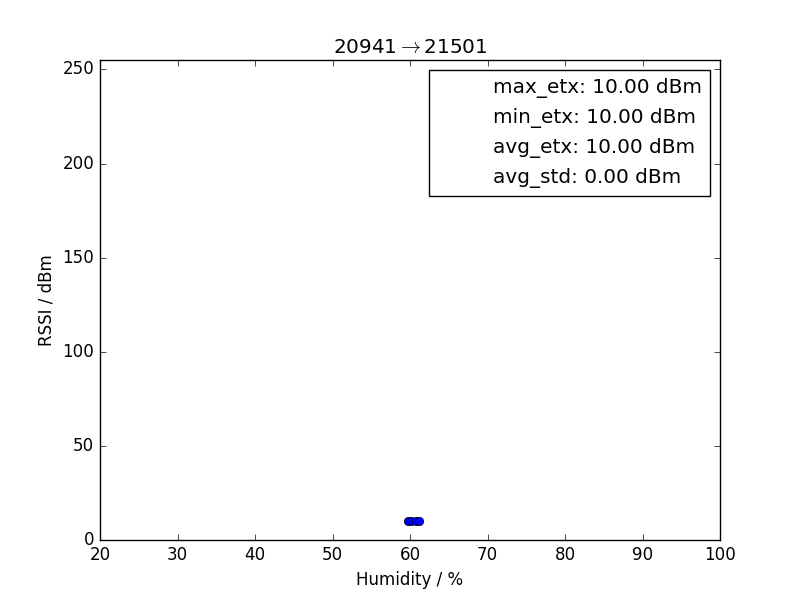 20941→21501
250
200
150
100
50
0
RSSI / dBm
max_etx: 10.00 dBm
min_etx: 10.00 dBm
avg_etx: 10.00 dBm
avg_std: 0.00 dBm
20 30 40 50 60 70 80 90 100
Humidity / %